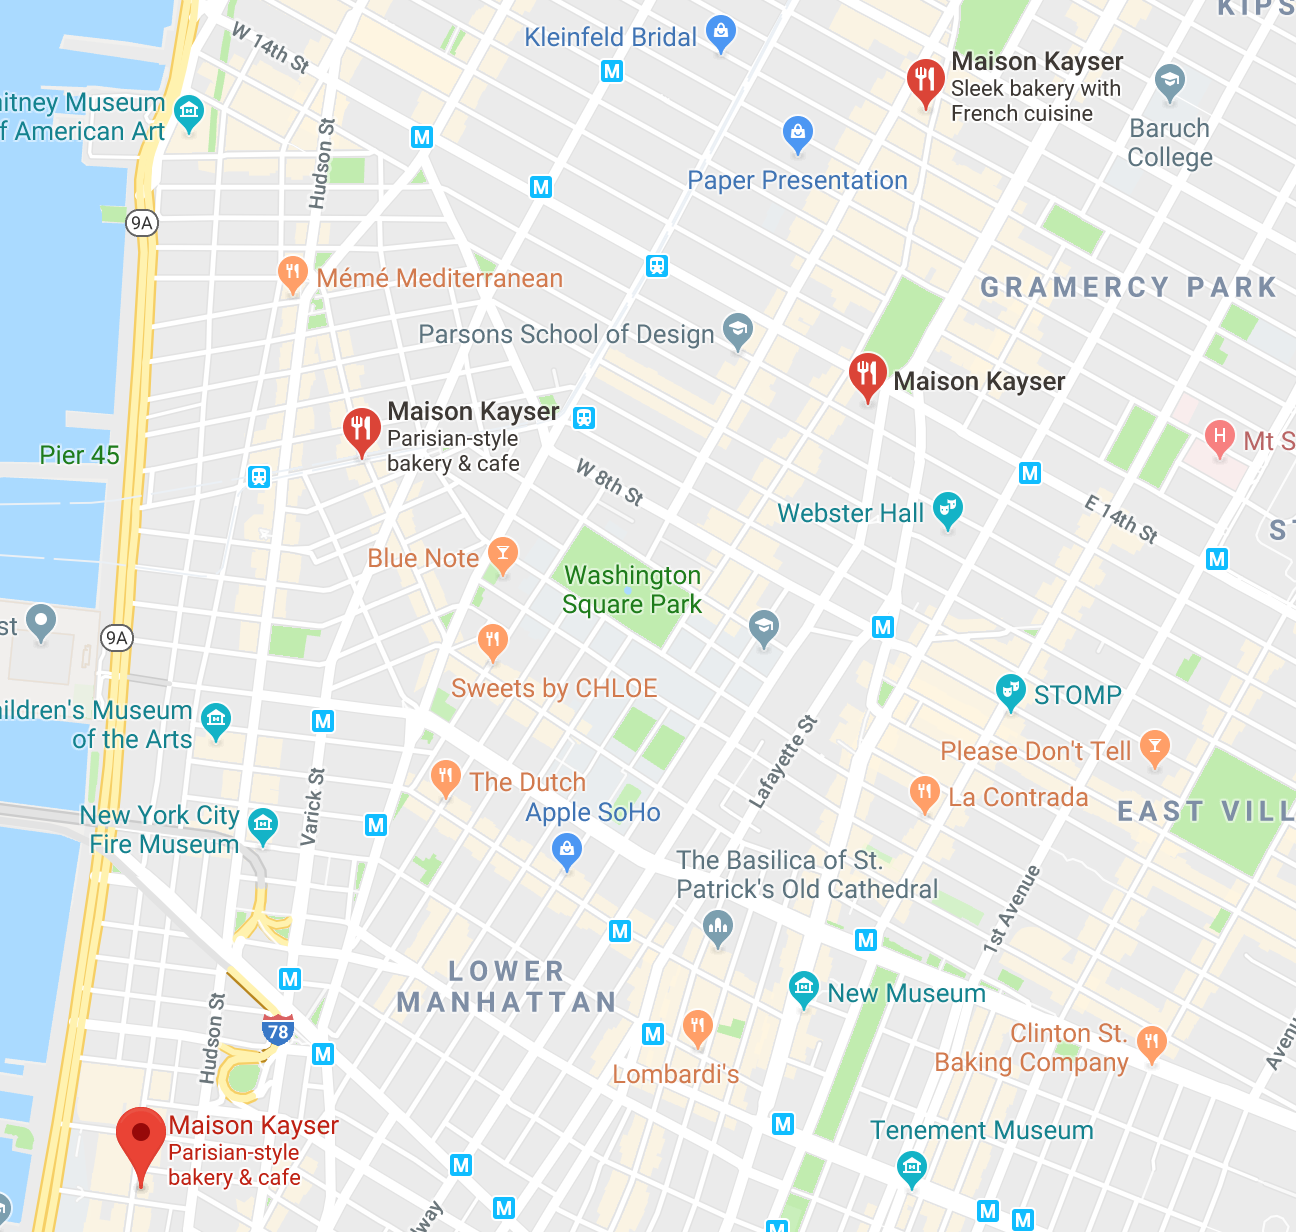 KIPS
W 14th St
Kleinfeld Bridal
M
Maison Kayser
Sleek bakery with
French cuisine
itney Museum
f American Art
Hudson St
M
Baruch
College
Paper Presentation
M
9A
GRAMERCY PARK
Mémé Mediterranean
Parsons School of Design
Maison Kayser
Maison Kayser
Parisian-style
bakery & cafe
Pier 45
H
Mt S
W 8th St
M
E 14th St
Webster Hall
ST
Blue Note
M
Washington
Square Park
st
9A
M
Sweets by CHLOE
ildren's Museum
of the Arts
M
STOMP
Lafayette St
Please Don't Tell
The Dutch
La Contrada
Apple SoHo
EAST VILL
New York City
Fire Museum
Varick St
M
The Basilica of St.
Patrick's Old Cathedral
1st Avenue
M
M
LOWER
MANHATTAN
M
New Museum
Hudson St
78
M
M
Clinton St.
Baking Company
Avenu
Lombardi's
Maison Kayser
Parisian-style
bakery & cafe
M
Tenement Museum
M
M
way
M
M
M